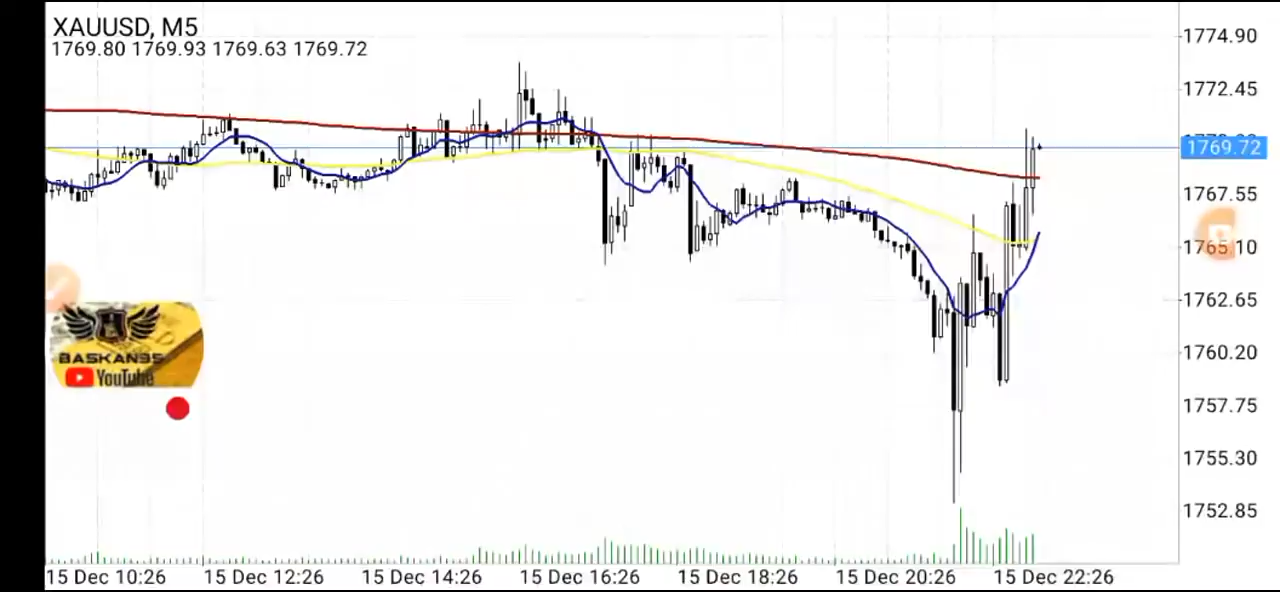 XAUUSD, M5
1769.80 1769.93 1769.63 1769.72
1774.90
1772.45
1769.72
1767.55
1765.10
1762.65
1760.20
1757.75
1755.30
1752.85
BASKAN95
YouTube
15 Dec 10:26 15 Dec 12:26 15 Dec 14:26 15 Dec 16:26 15 Dec 18:26 15 Dec 20:26 15 Dec 22:26